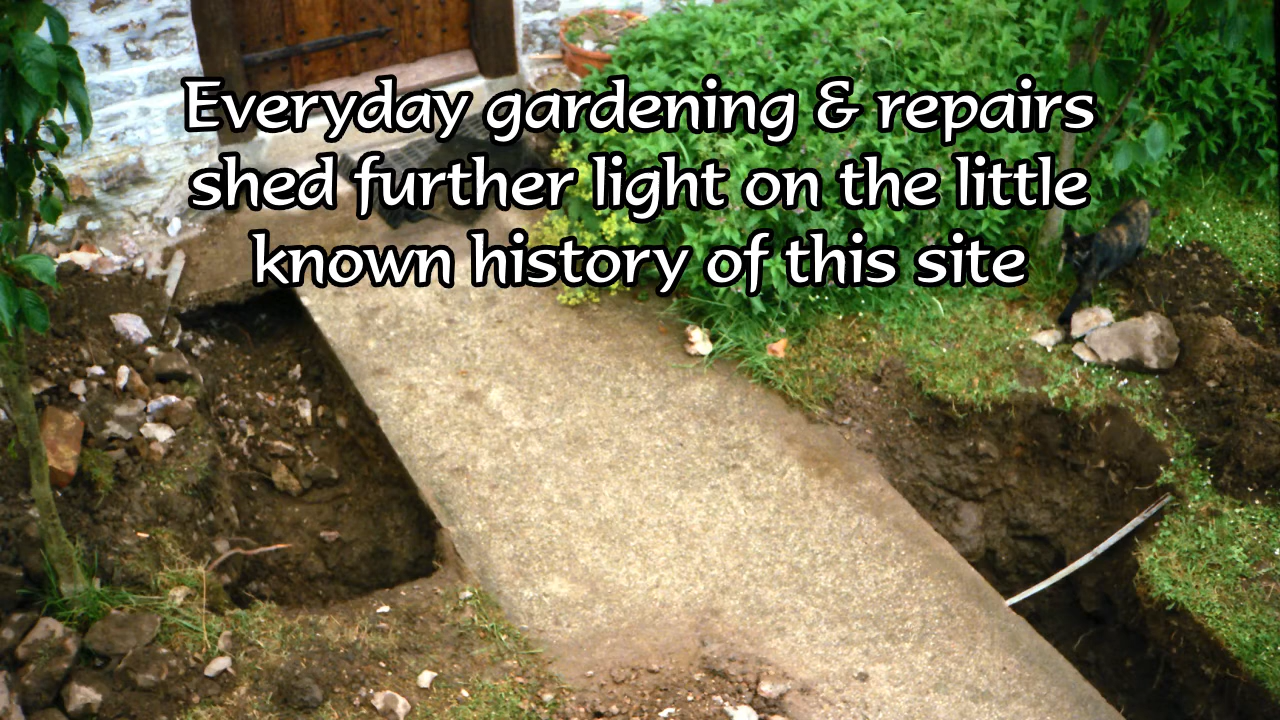 Everyday gardening & repairs
shed further light on the little
known history of this site